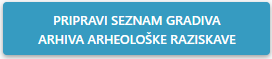 PRIPRAVI SEZNAM GRADIVA
ARHIVA ARHEOLOŠKE RAZISKAVE